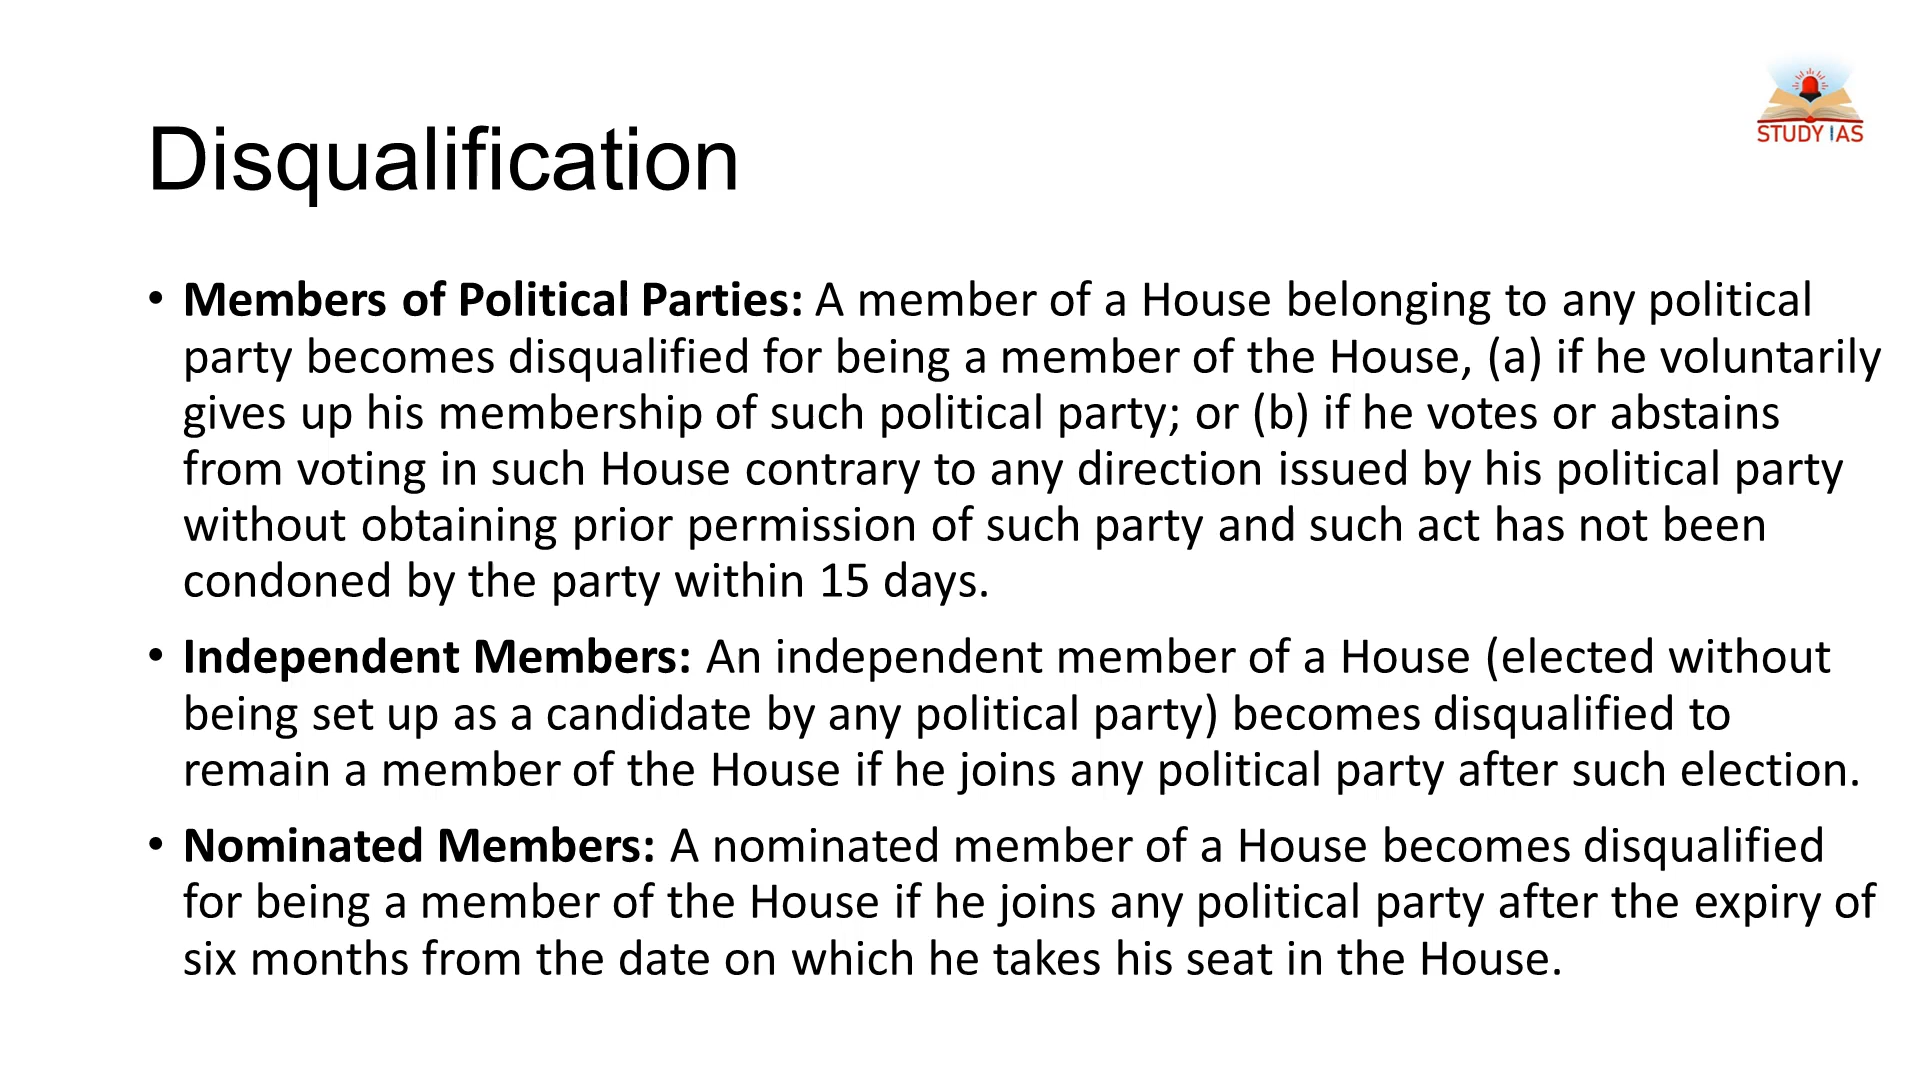 STUDY IAS
Disqualification
• Members of Political Parties: A member of a House belonging to any political
party becomes disqualified for being a member of the House, (a) if he voluntarily
gives up his membership of such political party; or (b) if he votes or abstains
from voting in such House contrary to any direction issued by his political party
without obtaining prior permission of such party and such act has not been
condoned by the party within 15 days.
• Independent Members: An independent member of a House (elected without
being set up as a candidate by any political party) becomes disqualified to
remain a member of the House if he joins any political party after such election.
• Nominated Members: A nominated member of a House becomes disqualified
for being a member of the House if he joins any political party after the expiry of
six months from the date on which he takes his seat in the House.